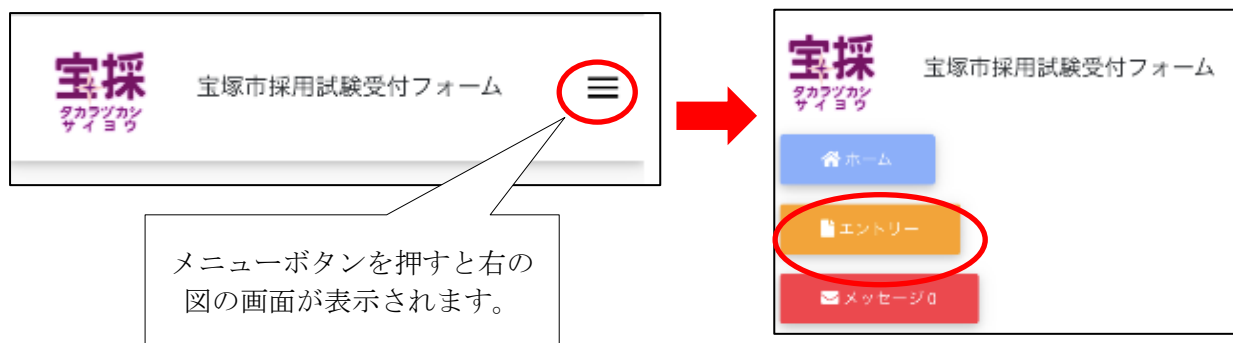 宝採
タカラヅカシ
サイヨウ
宝塚市採用試験受付フォーム
メニューボタンを押すと右の
図の画面が表示されます。
宝採
タカラヅカシ
サイヨウ
宝塚市採用試験受付フォーム
ホーム
エントリー
メッセージ0